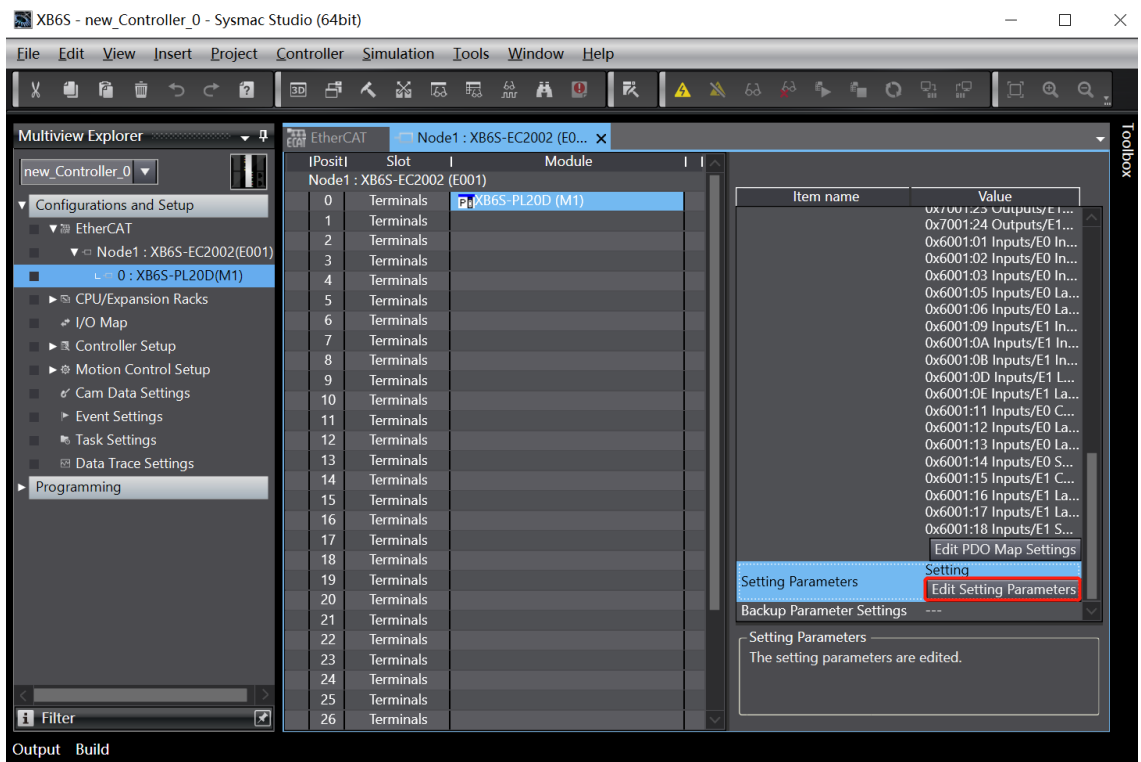 XB6S - new_Controller_0 - Sysmac Studio (64bit)
File Edit View Insert Project Controller Simulation Tools Window Help
Multiview Explorer
new_Controller_0
Configurations and Setup
EtherCAT
Node1 : XB6S-EC2002(E001)
0 : XB6S-PL20D(M1)
CPU/Expansion Racks
I/O Map
Controller Setup
Motion Control Setup
Cam Data Settings
Event Settings
Task Settings
Data Trace Settings
Programming
Filter
EtherCAT
Node1 : XB6S-EC2002 (E0...
|Posit| Slot | Module | |
Node1 : XB6S-EC2002 (E001)
0 Terminals XB6S-PL20D (M1)
1 Terminals
2 Terminals
3 Terminals
4 Terminals
5 Terminals
6 Terminals
7 Terminals
8 Terminals
9 Terminals
10 Terminals
11 Terminals
12 Terminals
13 Terminals
14 Terminals
15 Terminals
16 Terminals
17 Terminals
18 Terminals
19 Terminals
20 Terminals
21 Terminals
22 Terminals
23 Terminals
24 Terminals
25 Terminals
26 Terminals
Item name Value
0x7001:23 Outputs/E1...
0x7001:24 Outputs/E1...
0x6001:01 Inputs/E0 In...
0x6001:02 Inputs/E0 In...
0x6001:03 Inputs/E0 In...
0x6001:05 Inputs/E0 La...
0x6001:06 Inputs/E0 La...
0x6001:09 Inputs/E1 In...
0x6001:0A Inputs/E1 In...
0x6001:0B Inputs/E1 In...
0x6001:0D Inputs/E1 L...
0x6001:0E Inputs/E1 La...
0x6001:11 Inputs/E0 C...
0x6001:12 Inputs/E0 La...
0x6001:13 Inputs/E0 La...
0x6001:14 Inputs/E0 S...
0x6001:15 Inputs/E1 C...
0x6001:16 Inputs/E1 La...
0x6001:17 Inputs/E1 La...
0x6001:18 Inputs/E1 S...
Edit PDO Map Settings
Setting Parameters
Setting
Edit Setting Parameters
Backup Parameter Settings ---
Setting Parameters
The setting parameters are edited.
Toolbox
Output Build